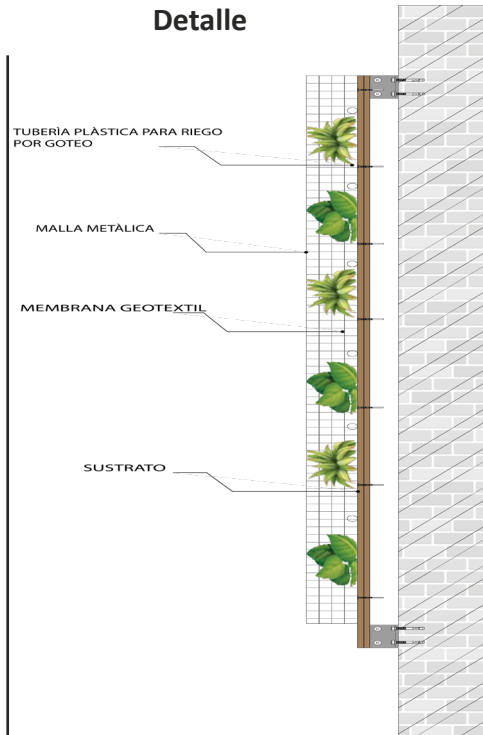 Detalle
TUBERÌA PLÀSTICA PARA RIEGO
POR GOTEO
MALLA METÀLICA
MEMBRANA GEOTEXTIL
SUSTRATO